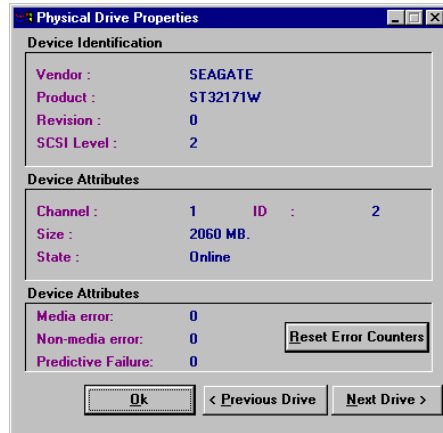 Physical Drive Properties
Device Identification
Vendor : SEAGATE
Product : ST32171W
Revision : 0
SCSI Level : 2
Device Attributes
Channel : 1 ID : 2
Size : 2060 MB.
State : Online
Device Attributes
Media error: 0
Non-media error: 0
Reset Error Counters
Predictive Failure: 0
Ok < Previous Drive Next Drive >